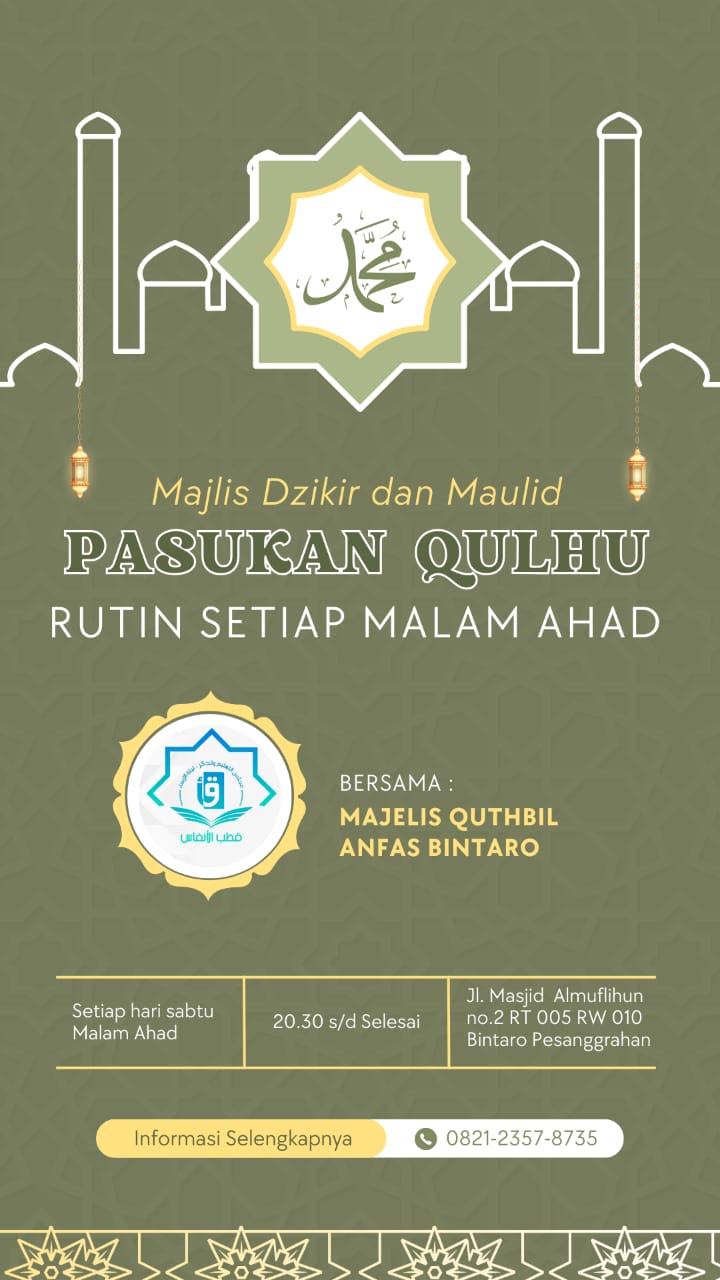 مُحَمَّد
Majlis Dzikir dan Maulid
PASUKAN QULHU
RUTIN SETIAP MALAM AHAD
قطب الأنفاس
BERSAMA :
MAJELIS QUTHBIL
ANFAS BINTARO
Setiap hari sabtu
Malam Ahad
20.30 s/d Selesai
Jl. Masjid Almuflihun
no.2 RT 005 RW 010
Bintaro Pesanggrahan
Informasi Selengkapnya
0821-2357-8735